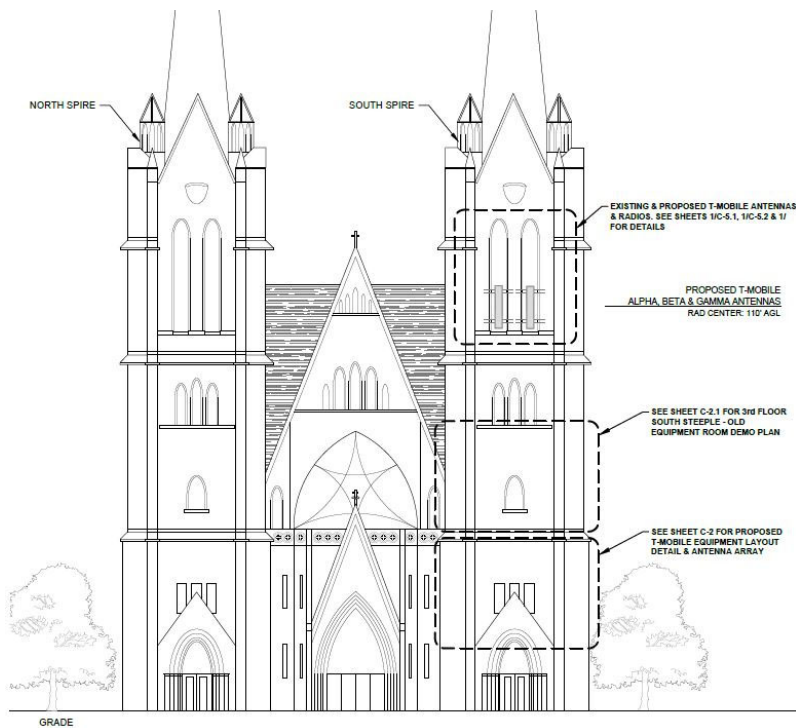 NORTH SPIRE
SOUTH SPIRE
EXISTING & PROPOSED T-MOBILE ANTENNAS
& RADIOS. SEE SHEETS 1/C-5.1, 1/C-5.2 & 1/
FOR DETAILS
PROPOSED T-MOBILE
ALPHA, BETA & GAMMA ANTENNAS
RAD CENTER: 110' AGL
SEE SHEET C-2.1 FOR 3rd FLOOR
SOUTH STEEPLE - OLD
EQUIPMENT ROOM DEMO PLAN
SEE SHEET C-2 FOR PROPOSED
T-MOBILE EQUIPMENT LAYOUT
DETAIL & ANTENNA ARRAY
GRADE